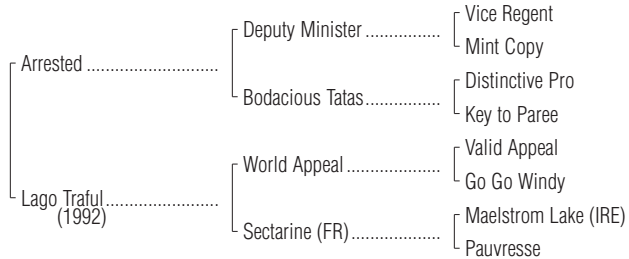 Vice Regent
Deputy Minister ................
Mint Copy
Arrested ............................
Distinctive Pro
Bodacious Tatas................
Key to Paree
Valid Appeal
World Appeal ....................
Go Go Windy
Lago Traful........................
(1992)
Maelstrom Lake (IRE)
Sectarine (FR)...................
Pauvresse